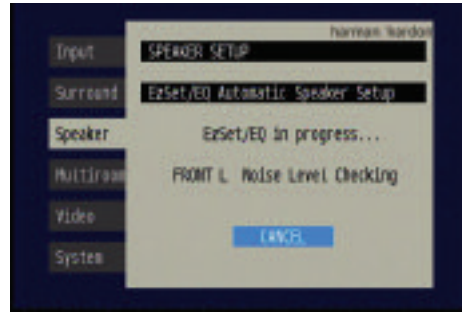 harman kardon
Input
SPEAKER SETUP
Surround
EzSet/EQ Automatic Speaker Setup
Speaker
EzSet/EQ in progress...
Multiroom
FRONT L Noise Level Checking
Video
CANCEL
System